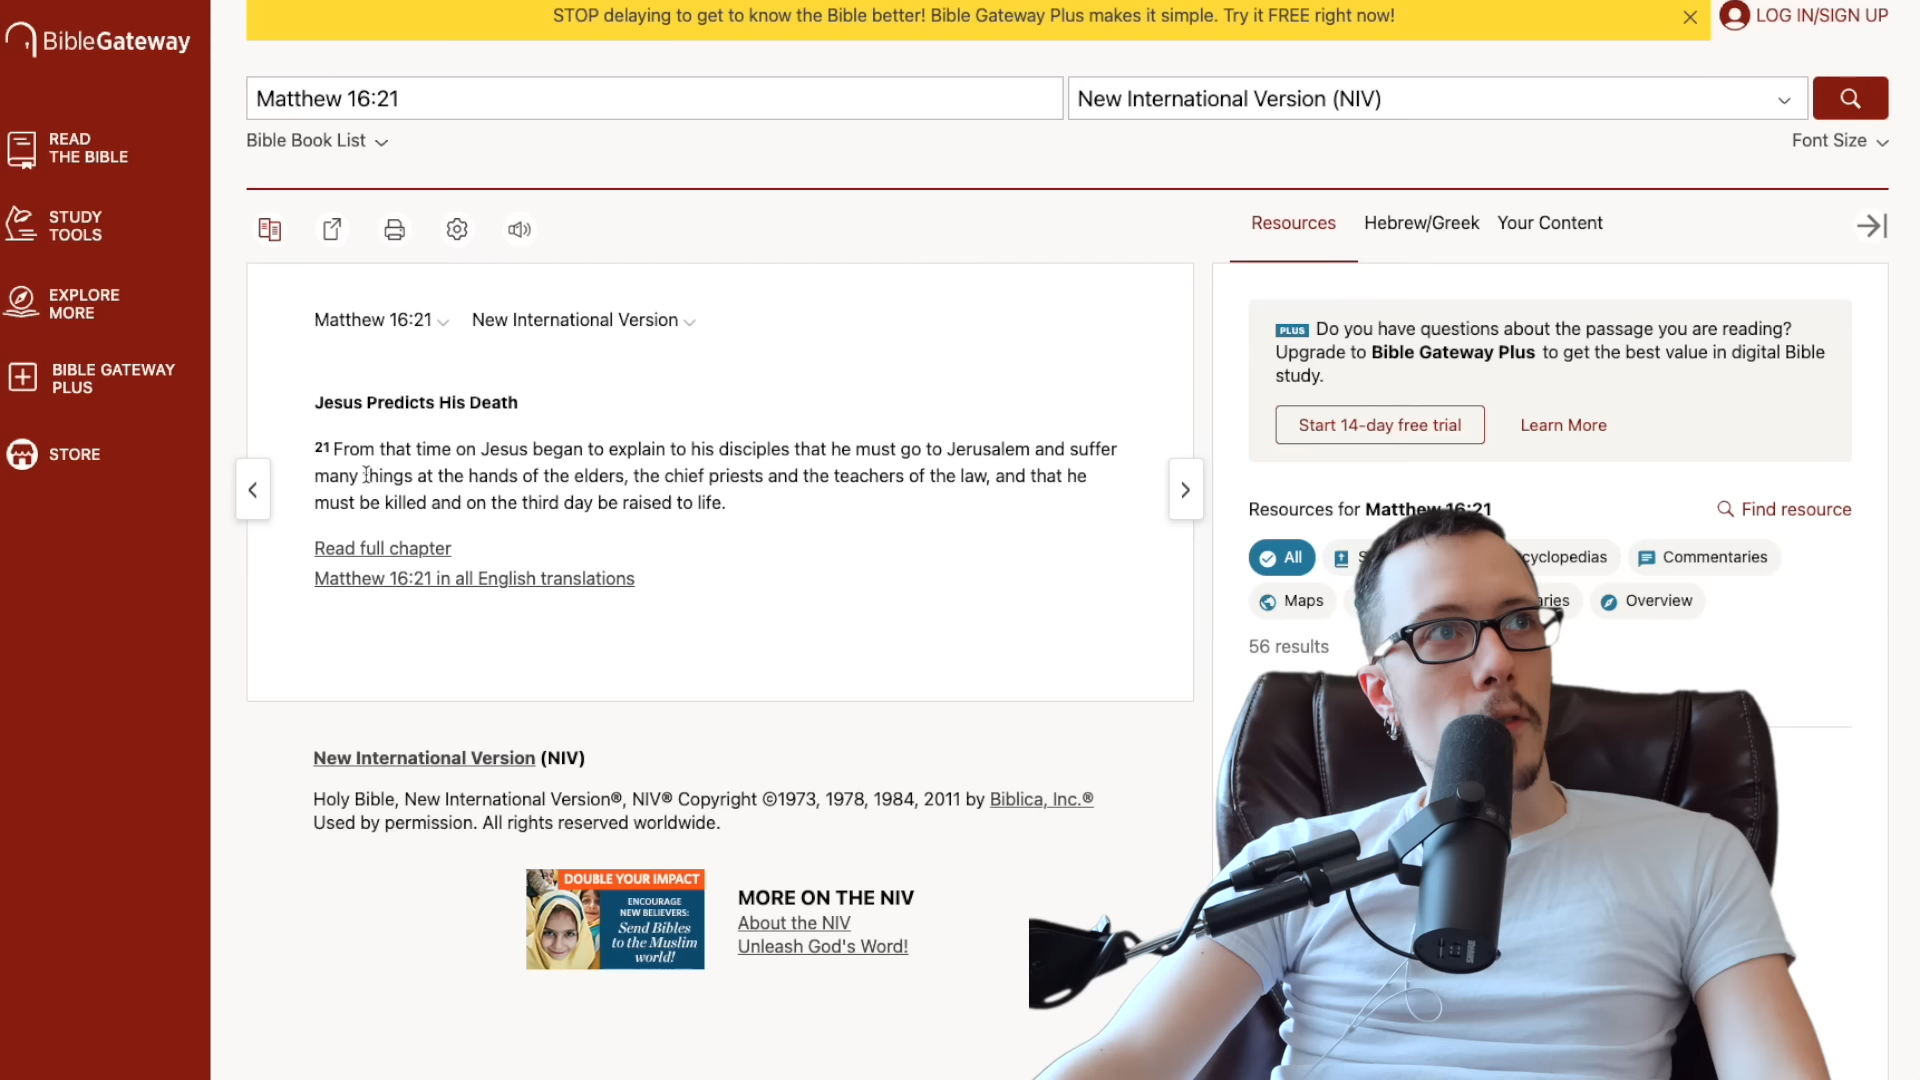 BibleGateway
READ
THE BIBLE
STUDY
TOOLS
EXPLORE
MORE
BIBLE GATEWAY
PLUS
STORE
STOP delaying to get to know the Bible better! Bible Gateway Plus makes it simple. Try it FREE right now!
LOG IN/SIGN UP
Matthew 16:21
New International Version (NIV)
Bible Book List
Font Size
Resources Hebrew/Greek Your Content
Matthew 16:21 New International Version
Jesus Predicts His Death
21 From that time on Jesus began to explain to his disciples that he must go to Jerusalem and suffer
many things at the hands of the elders, the chief priests and the teachers of the law, and that he
must be killed and on the third day be raised to life.
Read full chapter
Matthew 16:21 in all English translations
New International Version (NIV)
Holy Bible, New International Version®, NIV® Copyright ©1973, 1978, 1984, 2011 by Biblica, Inc.®
Used by permission. All rights reserved worldwide.
DOUBLE YOUR IMPACT
ENCOURAGE
NEW BELIEVERS:
Send Bibles
to the Muslim
world!
MORE ON THE NIV
About the NIV
Unleash God's Word!
PLUS Do you have questions about the passage you are reading?
Upgrade to Bible Gateway Plus to get the best value in digital Bible
study.
Start 14-day free trial
Learn More
Resources for Matthew 16:21
Find resource
All
cyclopedias
Commentaries
Maps
aries
Overview
56 results